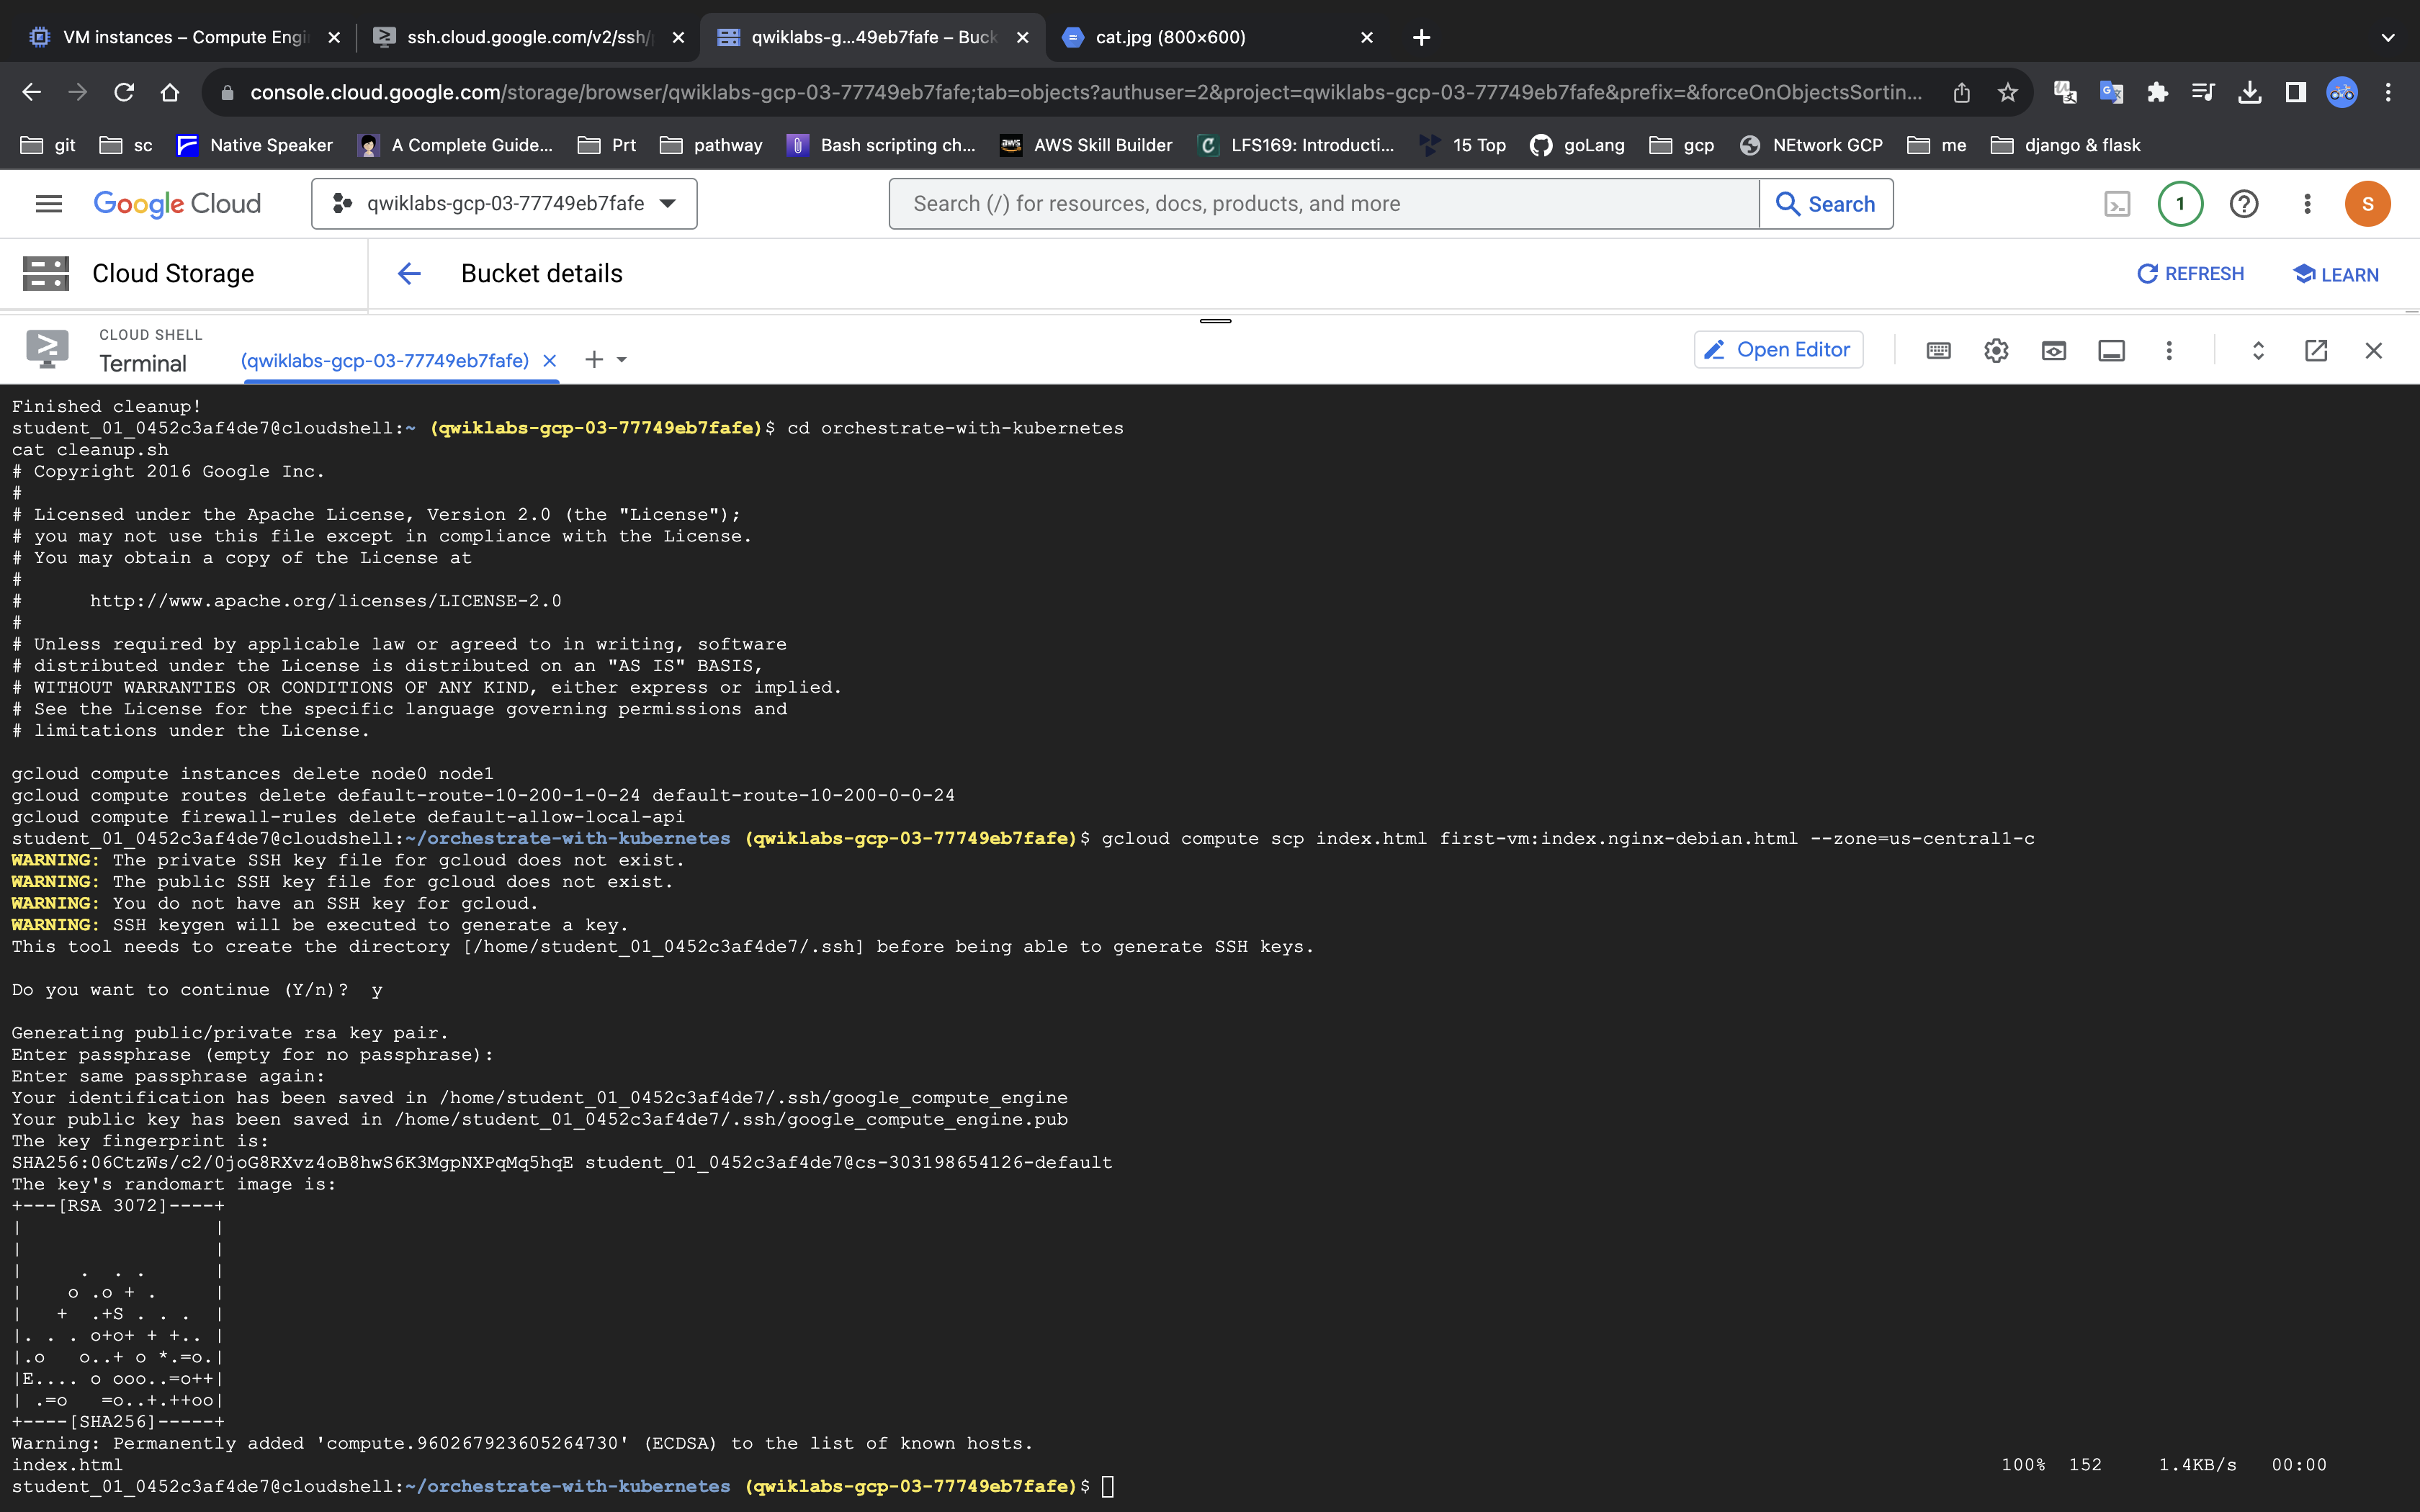 VM instances – Compute Engi
ssh.cloud.google.com/v2/ssh/
qwiklabs-g...49eb7fafe – Buck
cat.jpg (800×600)
console.cloud.google.com/storage/browser/qwiklabs-gcp-03-77749eb7fafe;tab=objects?authuser=2&project=qwiklabs-gcp-03-77749eb7fafe&prefix=&forceOnObjectsSortin...
git sc Native Speaker A Complete Guide... Prt pathway Bash scripting ch... AWS Skill Builder LFS169: Introducti... 15 Top goLang gcp NEtwork GCP me django & flask
Google Cloud qwiklabs-gcp-03-77749eb7fafe Search (/) for resources, docs, products, and more Search 1 S
Cloud Storage Bucket details REFRESH LEARN
CLOUD SHELL
Terminal (qwiklabs-gcp-03-77749eb7fafe) Open Editor
Finished cleanup!
student_01_0452c3af4de7@cloudshell:~ (qwiklabs-gcp-03-77749eb7fafe)$ cd orchestrate-with-kubernetes
cat cleanup.sh
# Copyright 2016 Google Inc.
#
# Licensed under the Apache License, Version 2.0 (the "License");
# you may not use this file except in compliance with the License.
# You may obtain a copy of the License at
#
#      http://www.apache.org/licenses/LICENSE-2.0
#
# Unless required by applicable law or agreed to in writing, software
# distributed under the License is distributed on an "AS IS" BASIS,
# WITHOUT WARRANTIES OR CONDITIONS OF ANY KIND, either express or implied.
# See the License for the specific language governing permissions and
# limitations under the License.
gcloud compute instances delete node0 node1
gcloud compute routes delete default-route-10-200-1-0-24 default-route-10-200-0-0-24
gcloud compute firewall-rules delete default-allow-local-api
student_01_0452c3af4de7@cloudshell:~/orchestrate-with-kubernetes (qwiklabs-gcp-03-77749eb7fafe)$ gcloud compute scp index.html first-vm:index.nginx-debian.html --zone=us-central1-c
WARNING: The private SSH key file for gcloud does not exist.
WARNING: The public SSH key file for gcloud does not exist.
WARNING: You do not have an SSH key for gcloud.
WARNING: SSH keygen will be executed to generate a key.
This tool needs to create the directory [/home/student_01_0452c3af4de7/.ssh] before being able to generate SSH keys.
Do you want to continue (Y/n)?  y
Generating public/private rsa key pair.
Enter passphrase (empty for no passphrase):
Enter same passphrase again:
Your identification has been saved in /home/student_01_0452c3af4de7/.ssh/google_compute_engine
Your public key has been saved in /home/student_01_0452c3af4de7/.ssh/google_compute_engine.pub
The key fingerprint is:
SHA256:06CtzWs/c2/0joG8RXvz4oB8hwS6K3MgpNXPqMq5hqE student_01_0452c3af4de7@cs-303198654126-default
The key's randomart image is:
+---[RSA 3072]----+
|                 |
|                 |
|     .  . .      |
|    o .o + .     |
|   +  .+S . . .  |
|. . . o+o+ + +.. |
|.o   o..+ o *.=o.|
|E.... o ooo..=o++|
| .=o   =o..+.++oo|
+----[SHA256]-----+
Warning: Permanently added 'compute.960267923605264730' (ECDSA) to the list of known hosts.
index.html 100% 152 1.4KB/s 00:00
student_01_0452c3af4de7@cloudshell:~/orchestrate-with-kubernetes (qwiklabs-gcp-03-77749eb7fafe)$